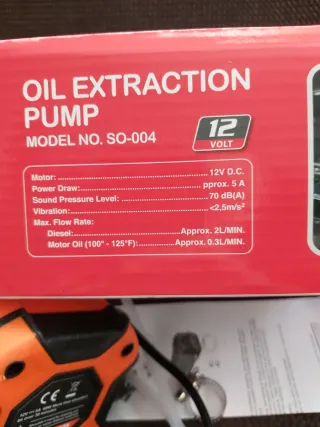 OIL EXTRACTION
PUMP
MODEL NO. SO-004
12
VOLT
Motor: 12V D.C.
Power Draw: pprox. 5 A
Sound Pressure Level: 70 dB(A)
Vibration: <2.5m/s²
Max. Flow Rate:
Diesel: Approx. 2L/MIN.
Motor Oil (100° - 125°F): Approx. 0.3L/MIN.